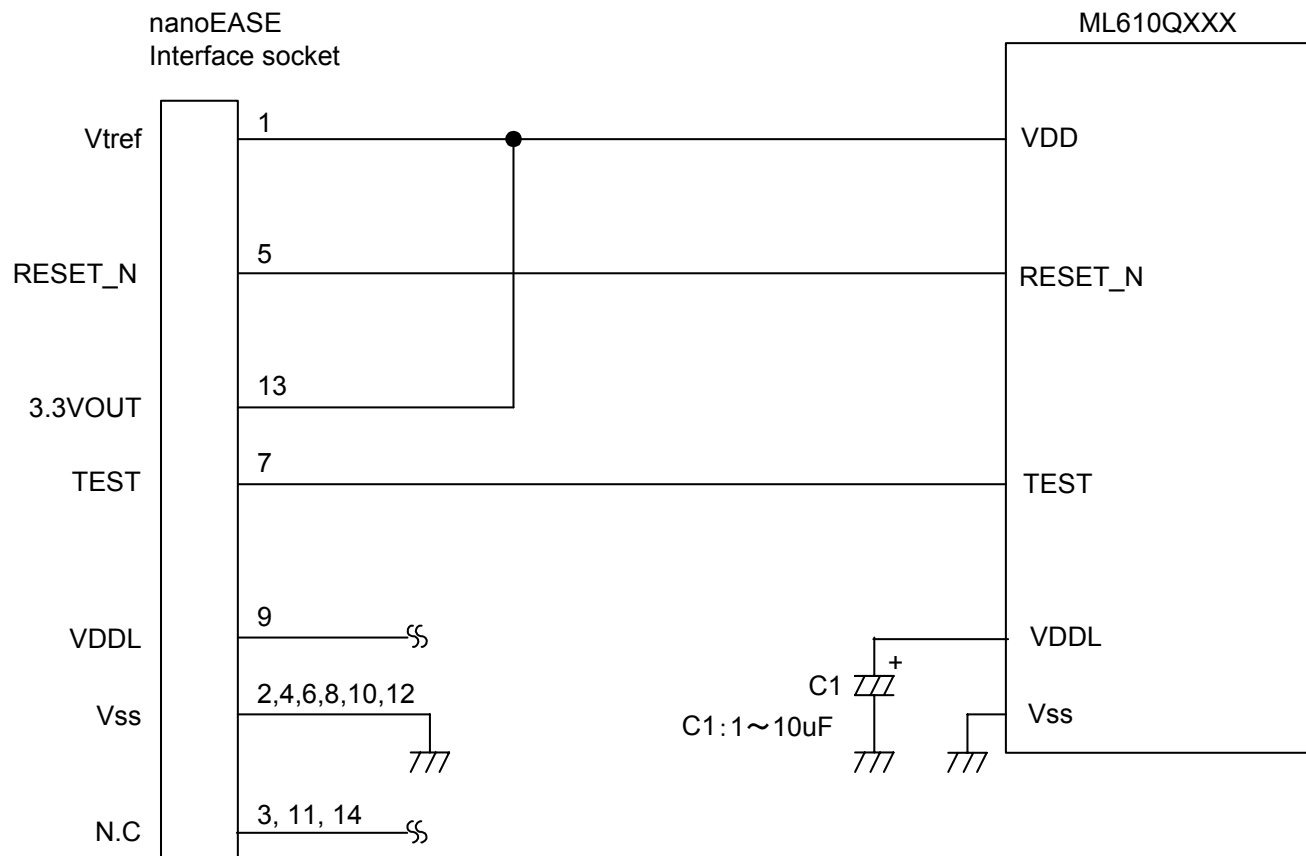 nanoEASE
Interface socket
ML610QXXX
Vtref
1
VDD
RESET_N
5
RESET_N
3.3VOUT
13
TEST
7
TEST
VDDL
9
VDDL
Vss
2,4,6,8,10,12
+
C1
C1:1～10uF
Vss
N.C
3, 11, 14